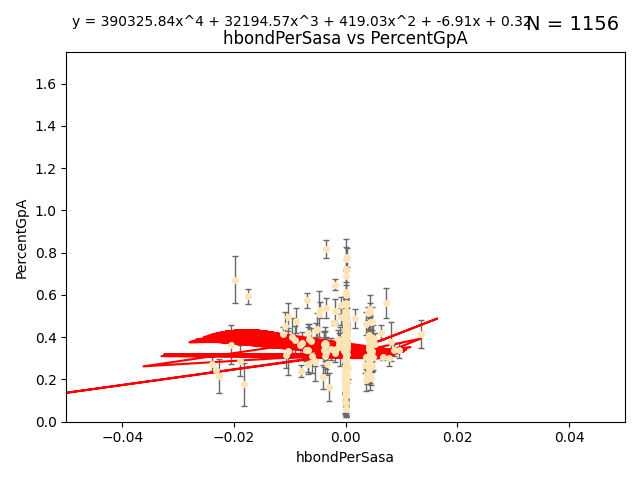 y = 390325.84x^4 + 32194.57x^3 + 419.03x^2 + -6.91x + 0.32
N = 1156
hbondPerSasa vs PercentGpA
1.6
1.4
1.2
1.0
0.8
0.6
0.4
0.2
0.0
PercentGpA
−0.04
−0.02
0.00
0.02
0.04
hbondPerSasa